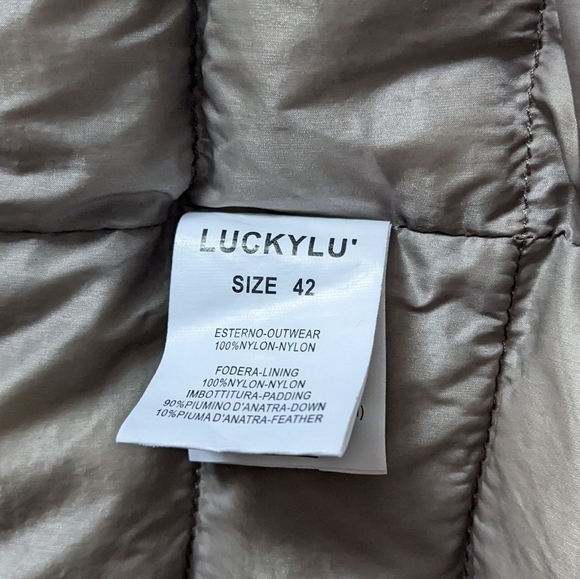 LUCKYLU'
SIZE 42
ESTERNO-OUTWEAR
100%NYLON-NYLON
FODERA-LINING
100%NYLON-NYLON
IMBOTTITURA-PADDING
90%PIUMINO D'ANATRA-DOWN
10%PIUMA D'ANATRA-FEATHER